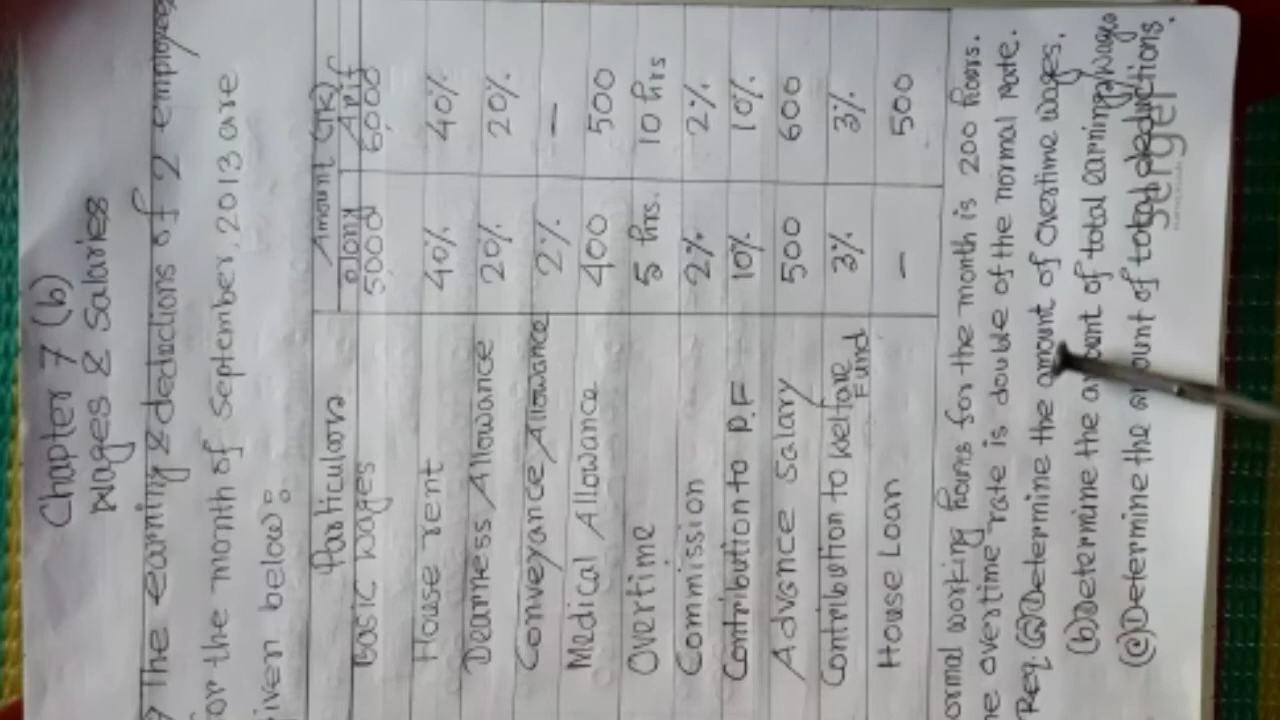 Chapter 7 (b)
Wages & Salaries
The earning & dedections of 2 employees
for the month of September, 2013 are
given below:
Particulars Amount (TK)
Polony Arif
Basic Wages 5000 6000
House rent 40% 40%
Dearness Allowance 20% 20%
Conveyance Allowance 2% —
Medical Allowance 400 500
Overtime 5 hrs. 10 hrs
Commission 2% 2%
Contribution to P.F 10% 10%
Advance Salary 500 600
Contribution to Welfare Fund 3% 3%
House Loan — 500
ormal working hours for the month is 200 hours.
he overtime rate is double of the normal rate.
Req. (a) Determine the amount of overtime wages.
(b) Determine the amount of total earning/wages
(c) Determine the amount of total deductions.